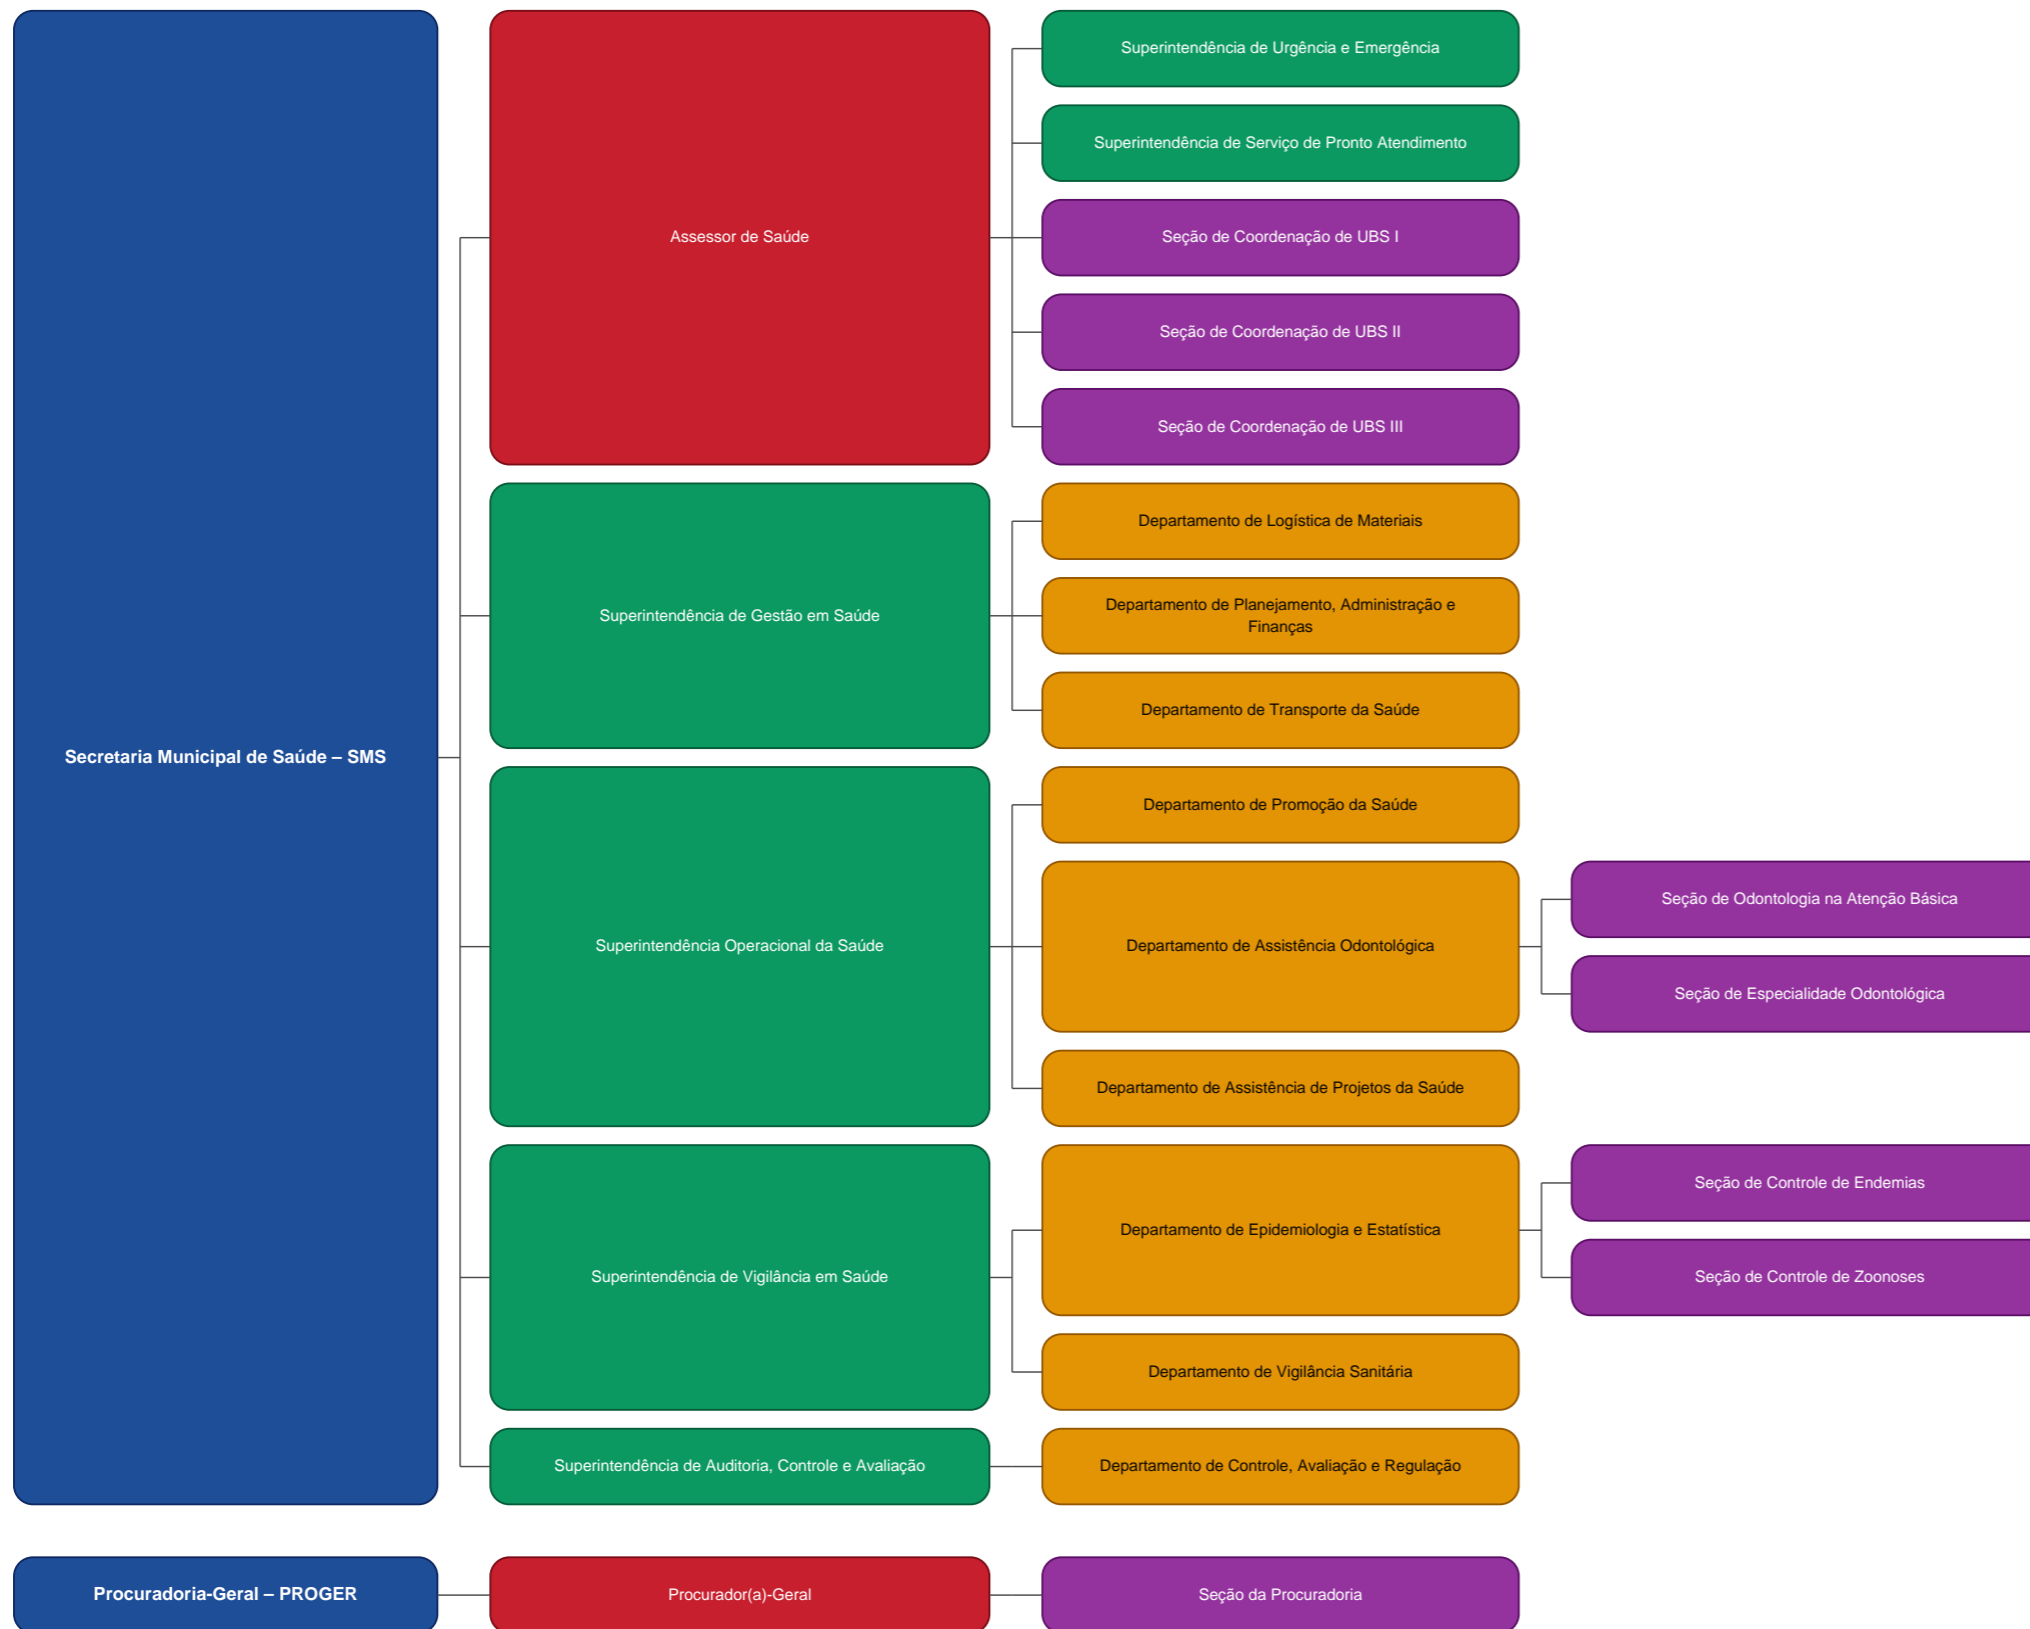 Secretaria Municipal de Saúde – SMS
Assessor de Saúde
Superintendência de Urgência e Emergência
Superintendência de Serviço de Pronto Atendimento
Seção de Coordenação de UBS I
Seção de Coordenação de UBS II
Seção de Coordenação de UBS III
Superintendência de Gestão em Saúde
Departamento de Logística de Materiais
Departamento de Planejamento, Administração e
Finanças
Departamento de Transporte da Saúde
Superintendência Operacional da Saúde
Departamento de Promoção da Saúde
Departamento de Assistência Odontológica
Seção de Odontologia na Atenção Básica
Seção de Especialidade Odontológica
Departamento de Assistência de Projetos da Saúde
Superintendência de Vigilância em Saúde
Departamento de Epidemiologia e Estatística
Seção de Controle de Endemias
Seção de Controle de Zoonoses
Departamento de Vigilância Sanitária
Superintendência de Auditoria, Controle e Avaliação
Departamento de Controle, Avaliação e Regulação
Procuradoria-Geral – PROGER
Procurador(a)-Geral
Seção da Procuradoria